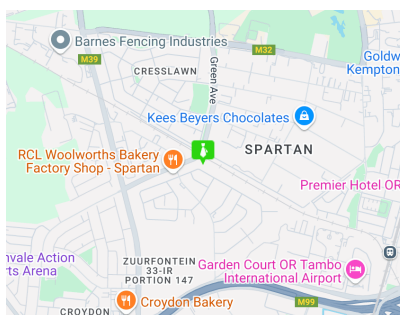 Barnes Fencing Industries
M39
M32
Goldw
Kempton
CRESSLAWN
Green Ave
Kees Beyers Chocolates
RCL Woolworths Bakery
Factory Shop - Spartan
SPARTAN
Premier Hotel OR
nvale Action
rts Arena
ZUURFONTEIN
33-IR
PORTION 147
Garden Court OR Tambo
International Airport
Croydon Bakery
CROYDON
M99